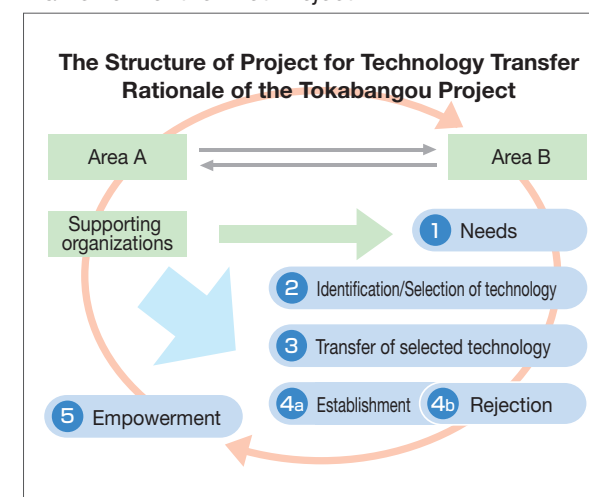 The Structure of Project for Technology Transfer
Rationale of the Tokabangou Project
Area A
Area B
Supporting
organizations
1 Needs
2 Identification/Selection of technology
3 Transfer of selected technology
4a Establishment
4b Rejection
5 Empowerment